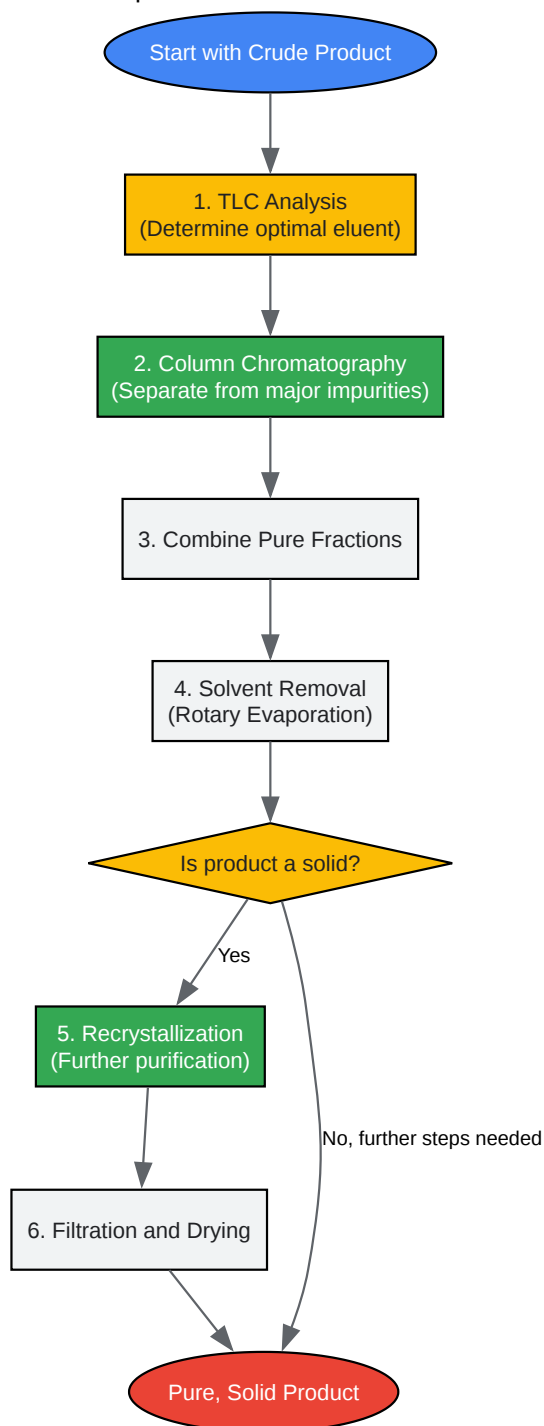 Start with Crude Product
1. TLC Analysis
(Determine optimal eluent)
2. Column Chromatography
(Separate from major impurities)
3. Combine Pure Fractions
4. Solvent Removal
(Rotary Evaporation)
Is product a solid?
Yes
5. Recrystallization
(Further purification)
No, further steps needed
6. Filtration and Drying
Pure, Solid Product